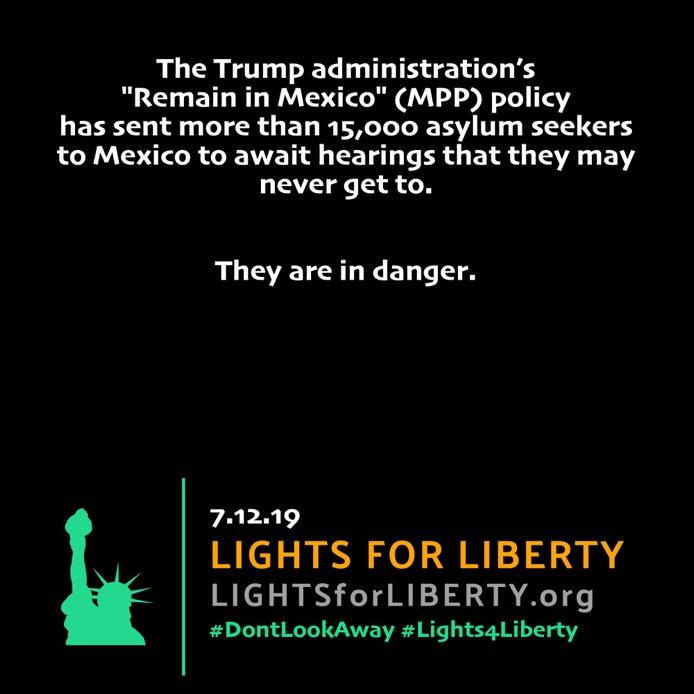 The Trump administration’s
"Remain in Mexico" (MPP) policy
has sent more than 15,000 asylum seekers
to Mexico to await hearings that they may
never get to.
They are in danger.
7.12.19
LIGHTS FOR LIBERTY
LIGHTSforLIBERTY.org
#DontLookAway #Lights4Liberty